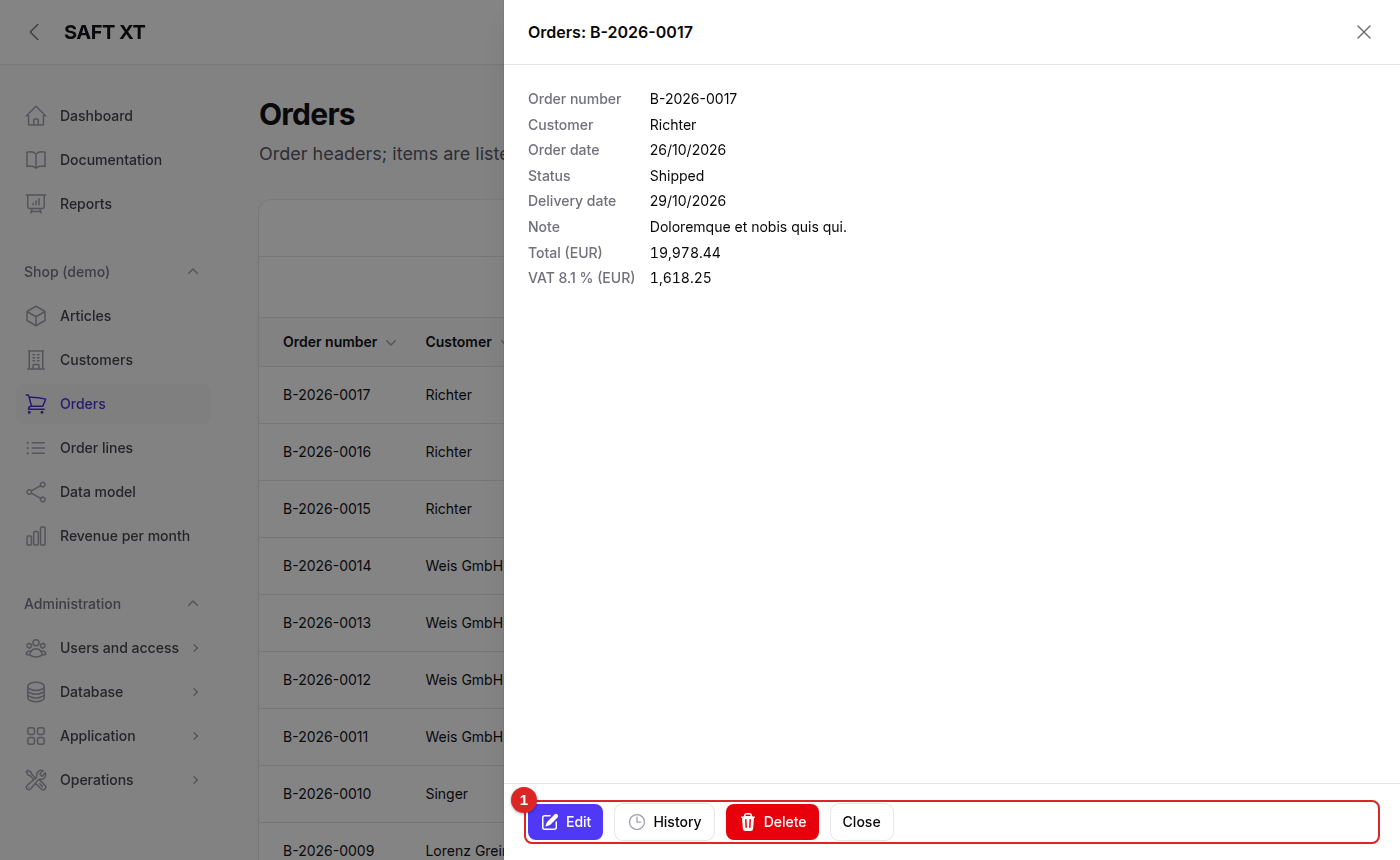 SAFT XT
Dashboard
Documentation
Reports
Shop (demo)
Articles
Customers
Orders
Order lines
Data model
Revenue per month
Administration
Users and access
Database
Application
Operations
Orders
Order headers; items are liste
Order number Customer
B-2026-0017 Richter
B-2026-0016 Richter
B-2026-0015 Richter
B-2026-0014 Weis GmbH
B-2026-0013 Weis GmbH
B-2026-0012 Weis GmbH
B-2026-0011 Weis GmbH
B-2026-0010 Singer
B-2026-0009 Lorenz Grei
Orders: B-2026-0017
Order number B-2026-0017
Customer Richter
Order date 26/10/2026
Status Shipped
Delivery date 29/10/2026
Note Doloremque et nobis quis qui.
Total (EUR) 19,978.44
VAT 8.1 % (EUR) 1,618.25
1
Edit History Delete Close